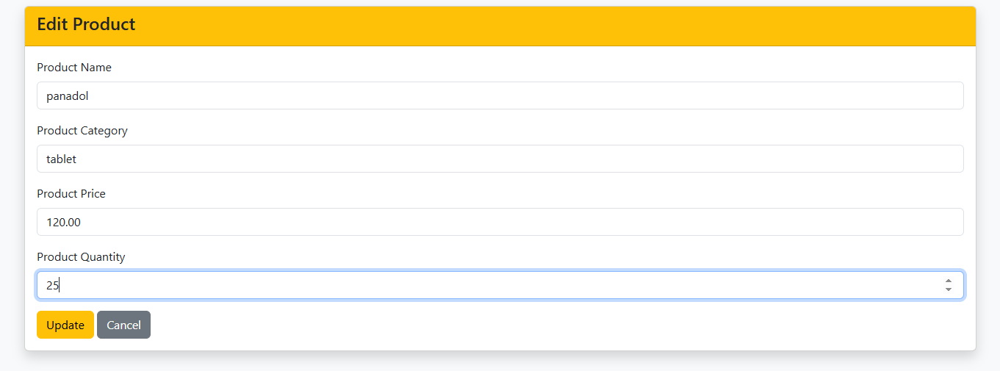 Edit Product
Product Name
panadol
Product Category
tablet
Product Price
120.00
Product Quantity
25
Update Cancel